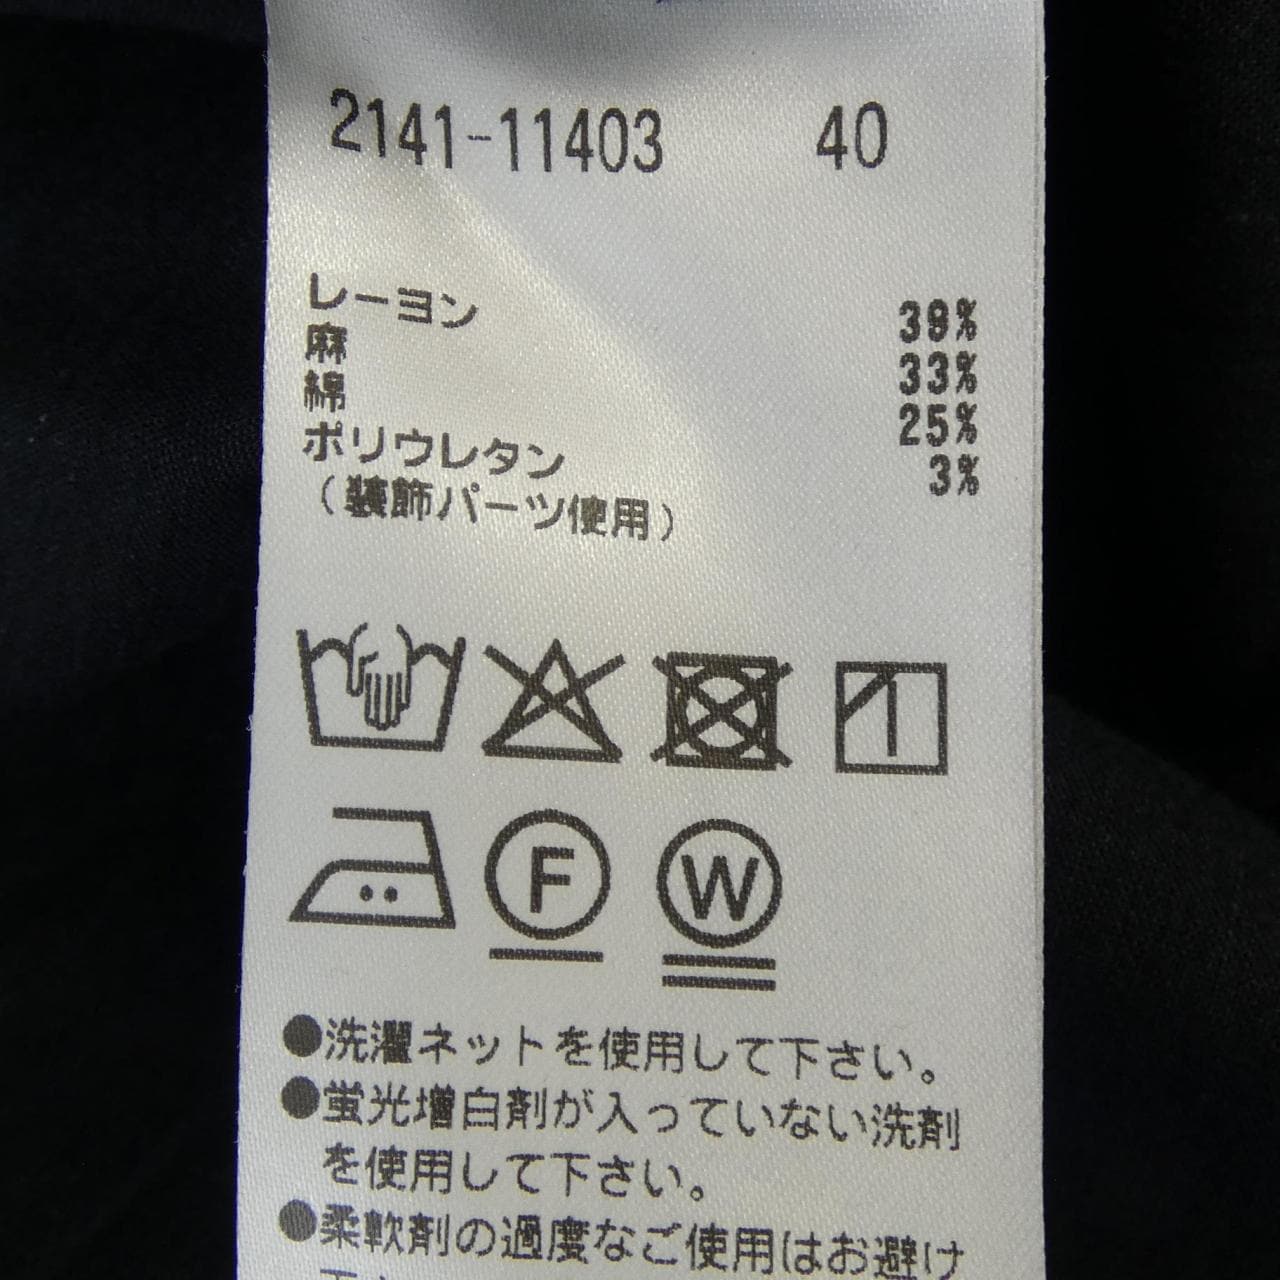 2141-11403 40
レーヨン 39%
麻 33%
綿 25%
ポリウレタン 3%
(装飾パーツ使用)
F W
●洗濯ネットを使用して下さい。
●蛍光増白剤が入っていない洗剤
を使用して下さい。
●柔軟剤の過度なご使用はお避け